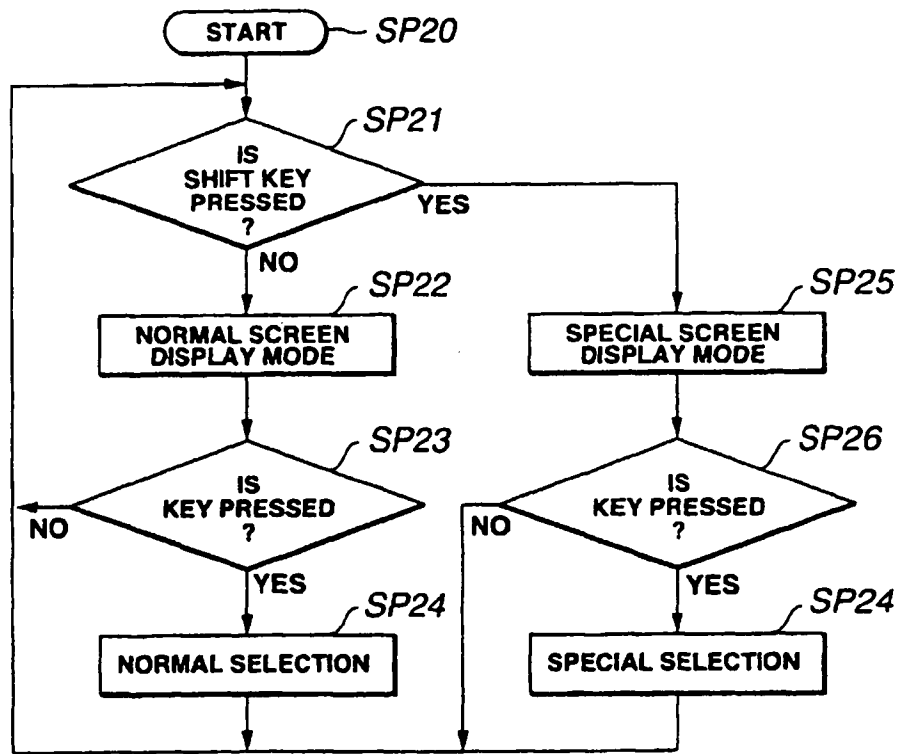 START
SP20
SP21
IS
SHIFT KEY
PRESSED
?
YES
NO
SP22
NORMAL SCREEN
DISPLAY MODE
SP25
SPECIAL SCREEN
DISPLAY MODE
SP23
IS
KEY PRESSED
?
NO
YES
SP26
IS
KEY PRESSED
?
NO
YES
SP24
NORMAL SELECTION
SP24
SPECIAL SELECTION